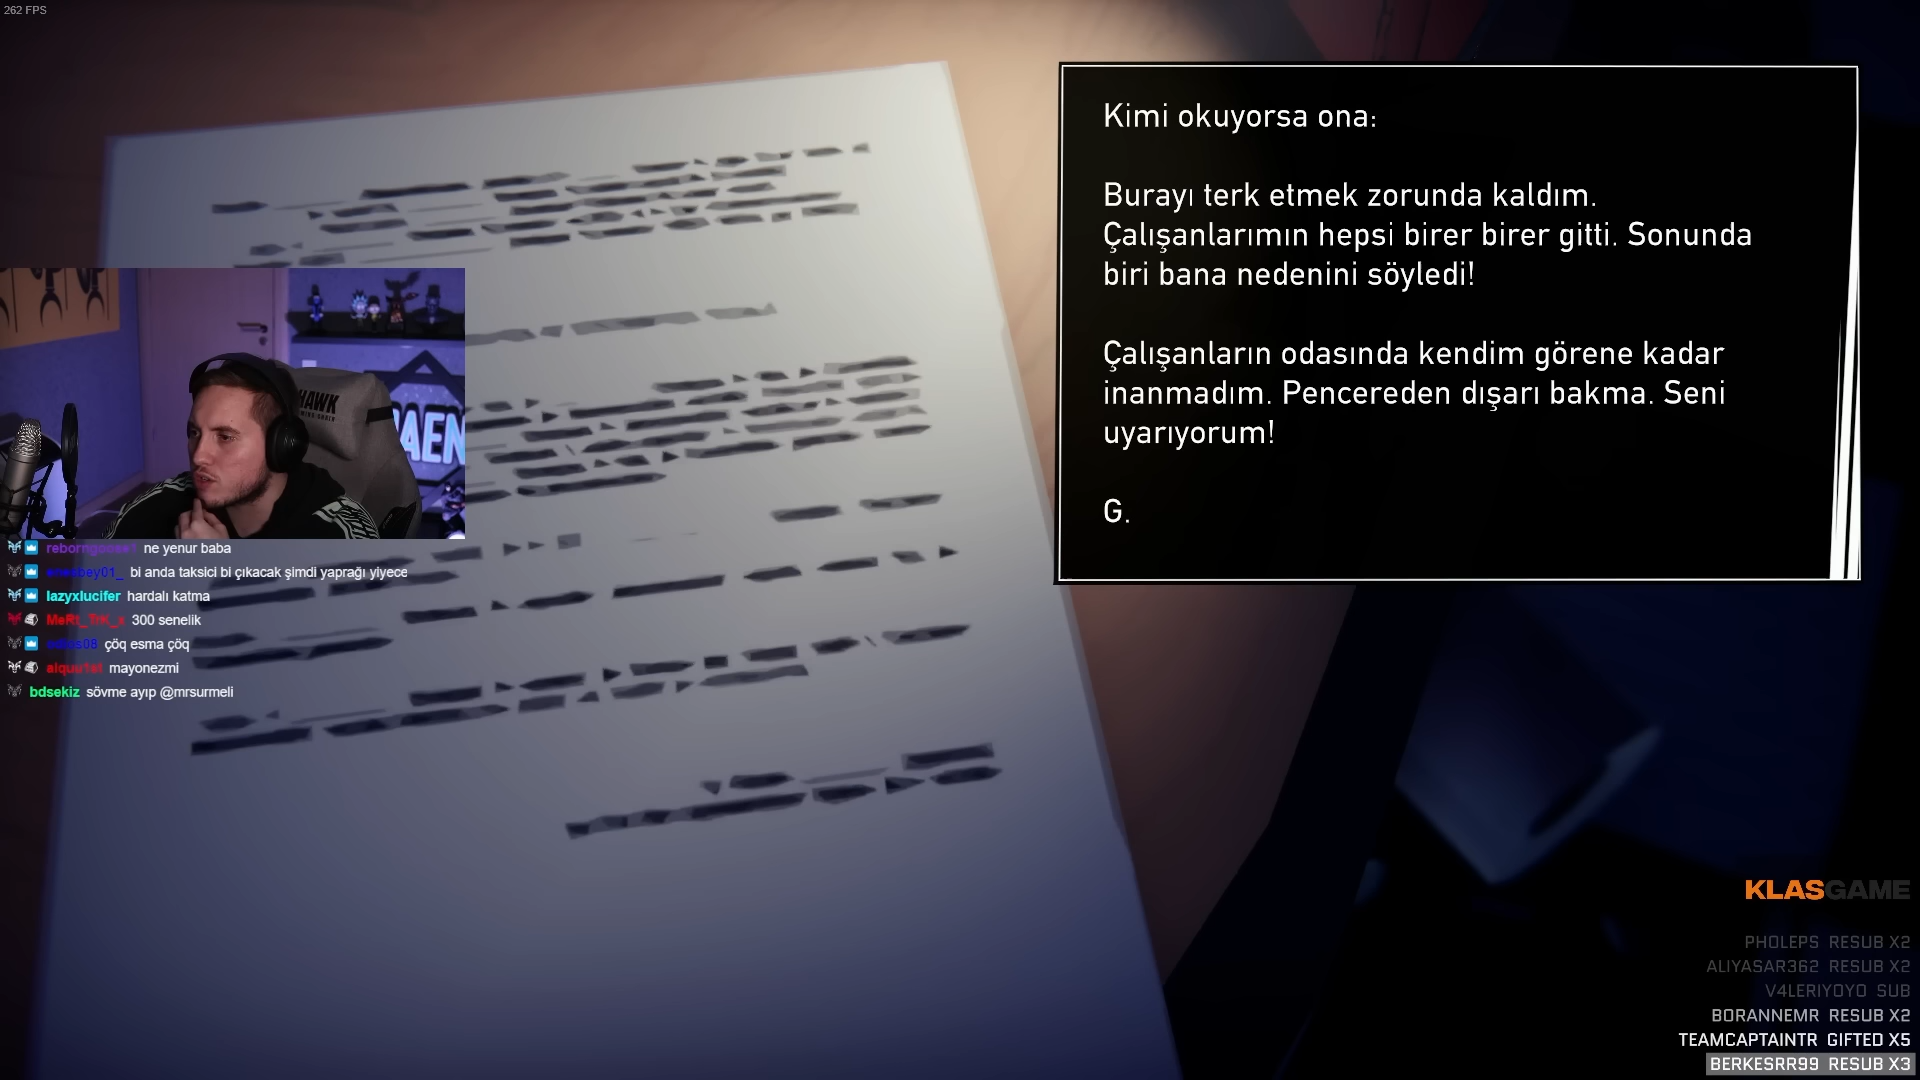 262 FPS
Kimi okuyorsa ona:
Burayı terk etmek zorunda kaldım.
Çalışanlarımın hepsi birer birer gitti. Sonunda
biri bana nedenini söyledi!
Çalışanların odasında kendim görene kadar
inanmadım. Pencereden dışarı bakma. Seni
uyarıyorum!
G.
HAWK
AEN
ne yenur baba
bi anda taksici bi çıkacak şimdi yaprağı yiyece
lazyxlucifer hardalı katma
MeRt_TrK_x 300 senelik
çöq esma çöq
mayonezmi
bdsekiz sövme ayıp @mrsurmeli
KLASGAME
PHOLEPS RESUB X2
ALIYASAR362 RESUB X2
V4LERIYOYO SUB
BORANNEMR RESUB X2
TEAMCAPTAINTR GIFTED X5
BERKESRR99 RESUB X3